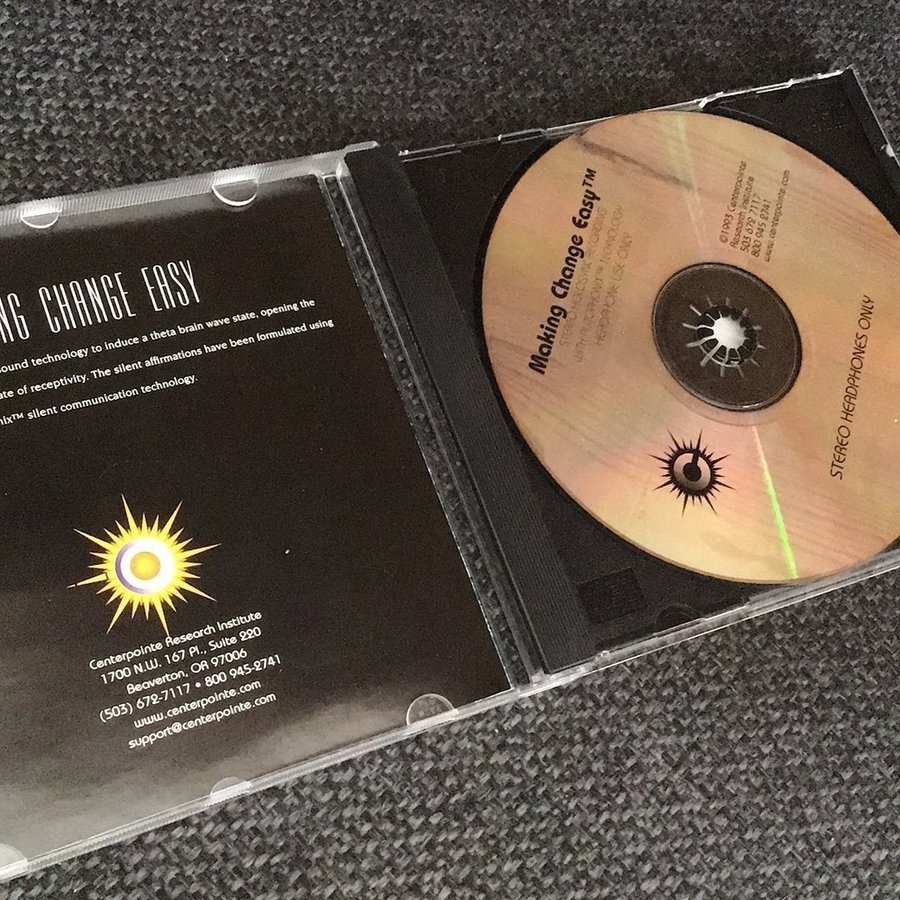 NG CHANGE EASY
sound technology to induce a theta brain wave state, opening the
ate of receptivity. The silent affirmations have been formulated using
nix™ silent communication technology.
Centerpointe Research Institute
1700 N.W. 167 Pl., Suite 220
Beaverton, OR 97006
(503) 672-7117 • 800 945-2741
www.centerpointe.com
support@centerpointe.com
Making Change Easy™
STEREO
HEADPHONE USE ONLY
©1993 Centerpointe
Research Institute
503 672 7117
800 945 2741
www.centerpointe.com
STEREO HEADPHONES ONLY